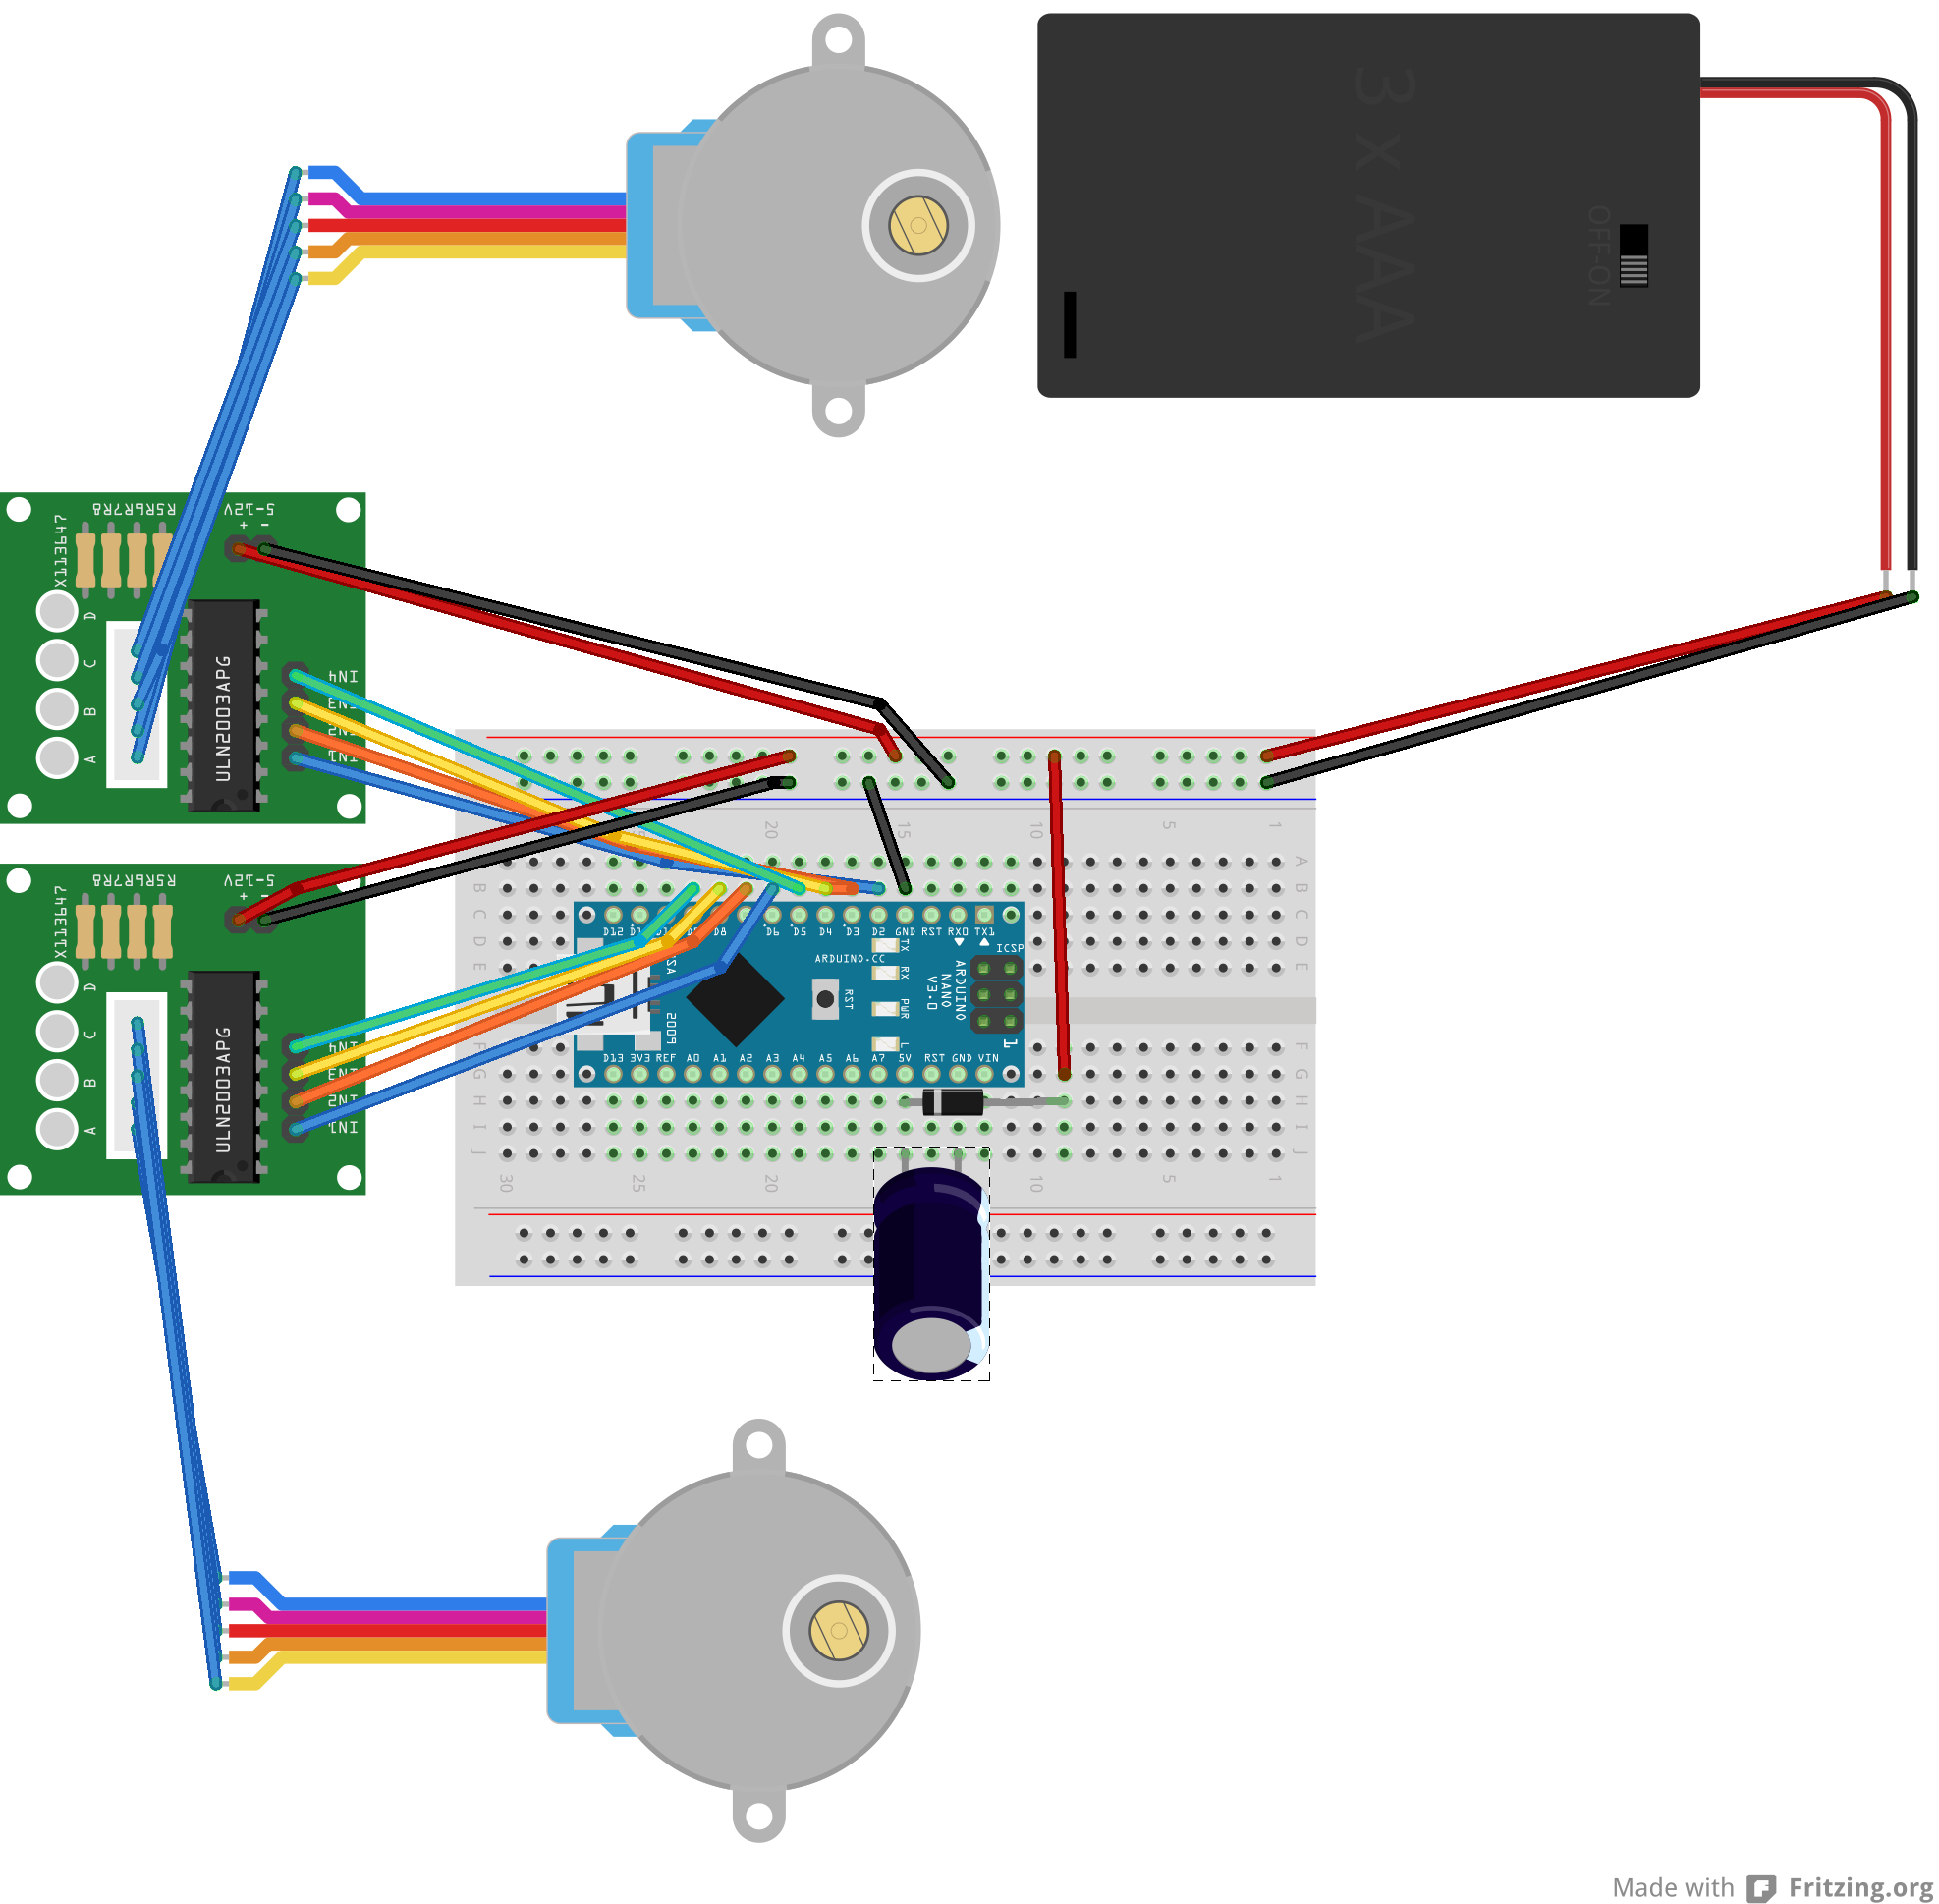 3 x AAA
OFF-ON
R5R6R7R8
5-12V
+ -
X113647
D
C
B
A
ULN2003APG
IN4
IN3
IN2
IN1
R5R6R7R8
5-12V
+ -
X113647
D
C
B
A
ULN2003APG
IN4
IN3
IN2
IN1
20
15
10
5
1
A
B
C
D
E
F
G
H
I
J
A
B
C
D
E
F
G
H
I
J
30
25
20
10
5
1
D12
D8
D6
D5
D4
D3
D2
GND
RST
RX0
TX1
ICSP
ARDUINO.CC
TX
RX
PWR
L
RST
ARDUINO
NANO
V3.0
USA
2009
1
D13
3V3
REF
A0
A1
A2
A3
A4
A5
A6
A7
5V
RST
GND
VIN
Made with Fritzing.org